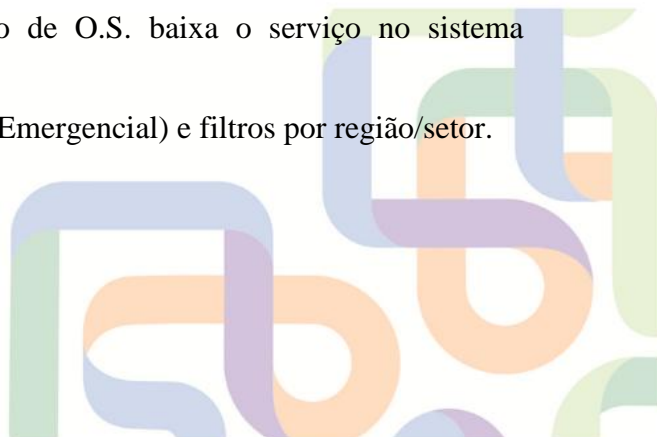 o de O.S. baixa o serviço no sistema
Emergencial) e filtros por região/setor.